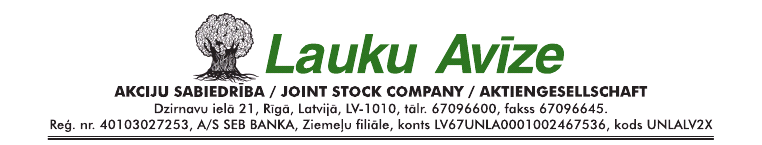 Lauku Avīze
AKCIJU SABIEDRĪBA / JOINT STOCK COMPANY / AKTIENGESELLSCHAFT
Dzirnavu ielā 21, Rīgā, Latvijā, LV-1010, tālr. 67096600, fakss 67096645.
Reģ. nr. 40103027253, A/S SEB BANKA, Ziemeļu filiāle, konts LV67UNLA0001002467536, kods UNLALV2X